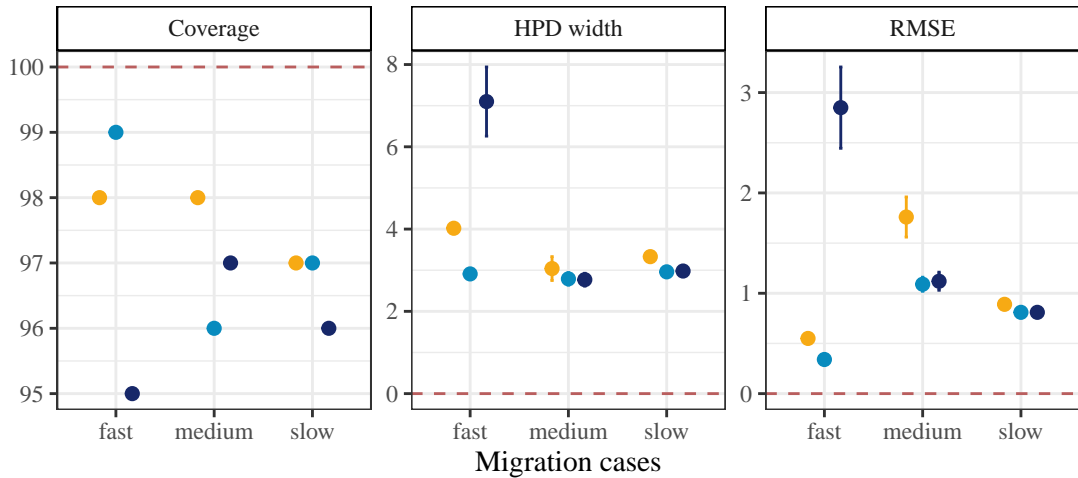 Coverage
HPD width
RMSE
100
99
98
97
96
95
fast
medium
slow
8
6
4
2
0
fast
medium
slow
3
2
1
0
fast
medium
slow
Migration cases